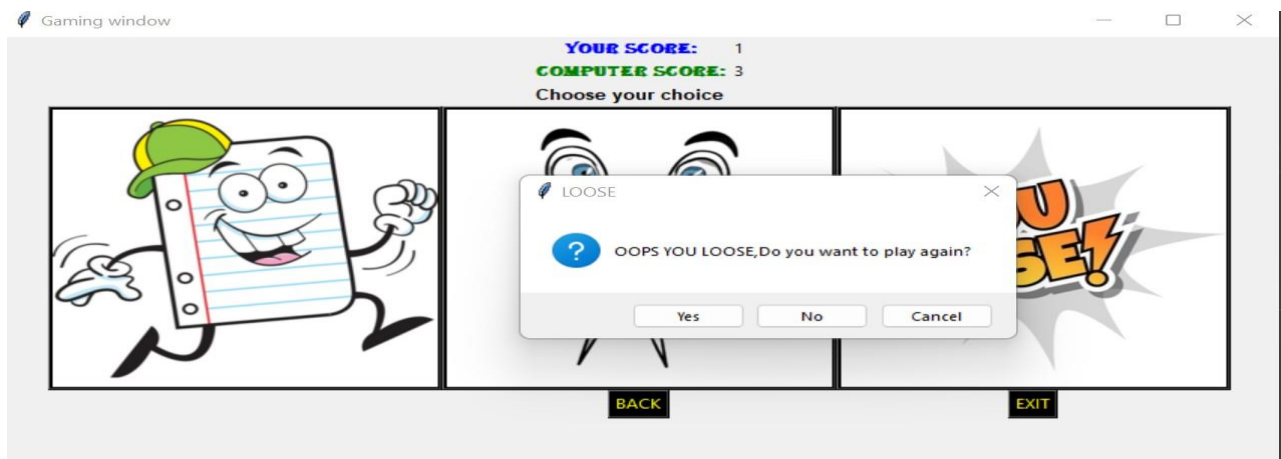 Gaming window
YOUR SCORE: 1
COMPUTER SCORE: 3
Choose your choice
LOOSE
OOPS YOU LOOSE,Do you want to play again?
Yes No Cancel
BACK EXIT